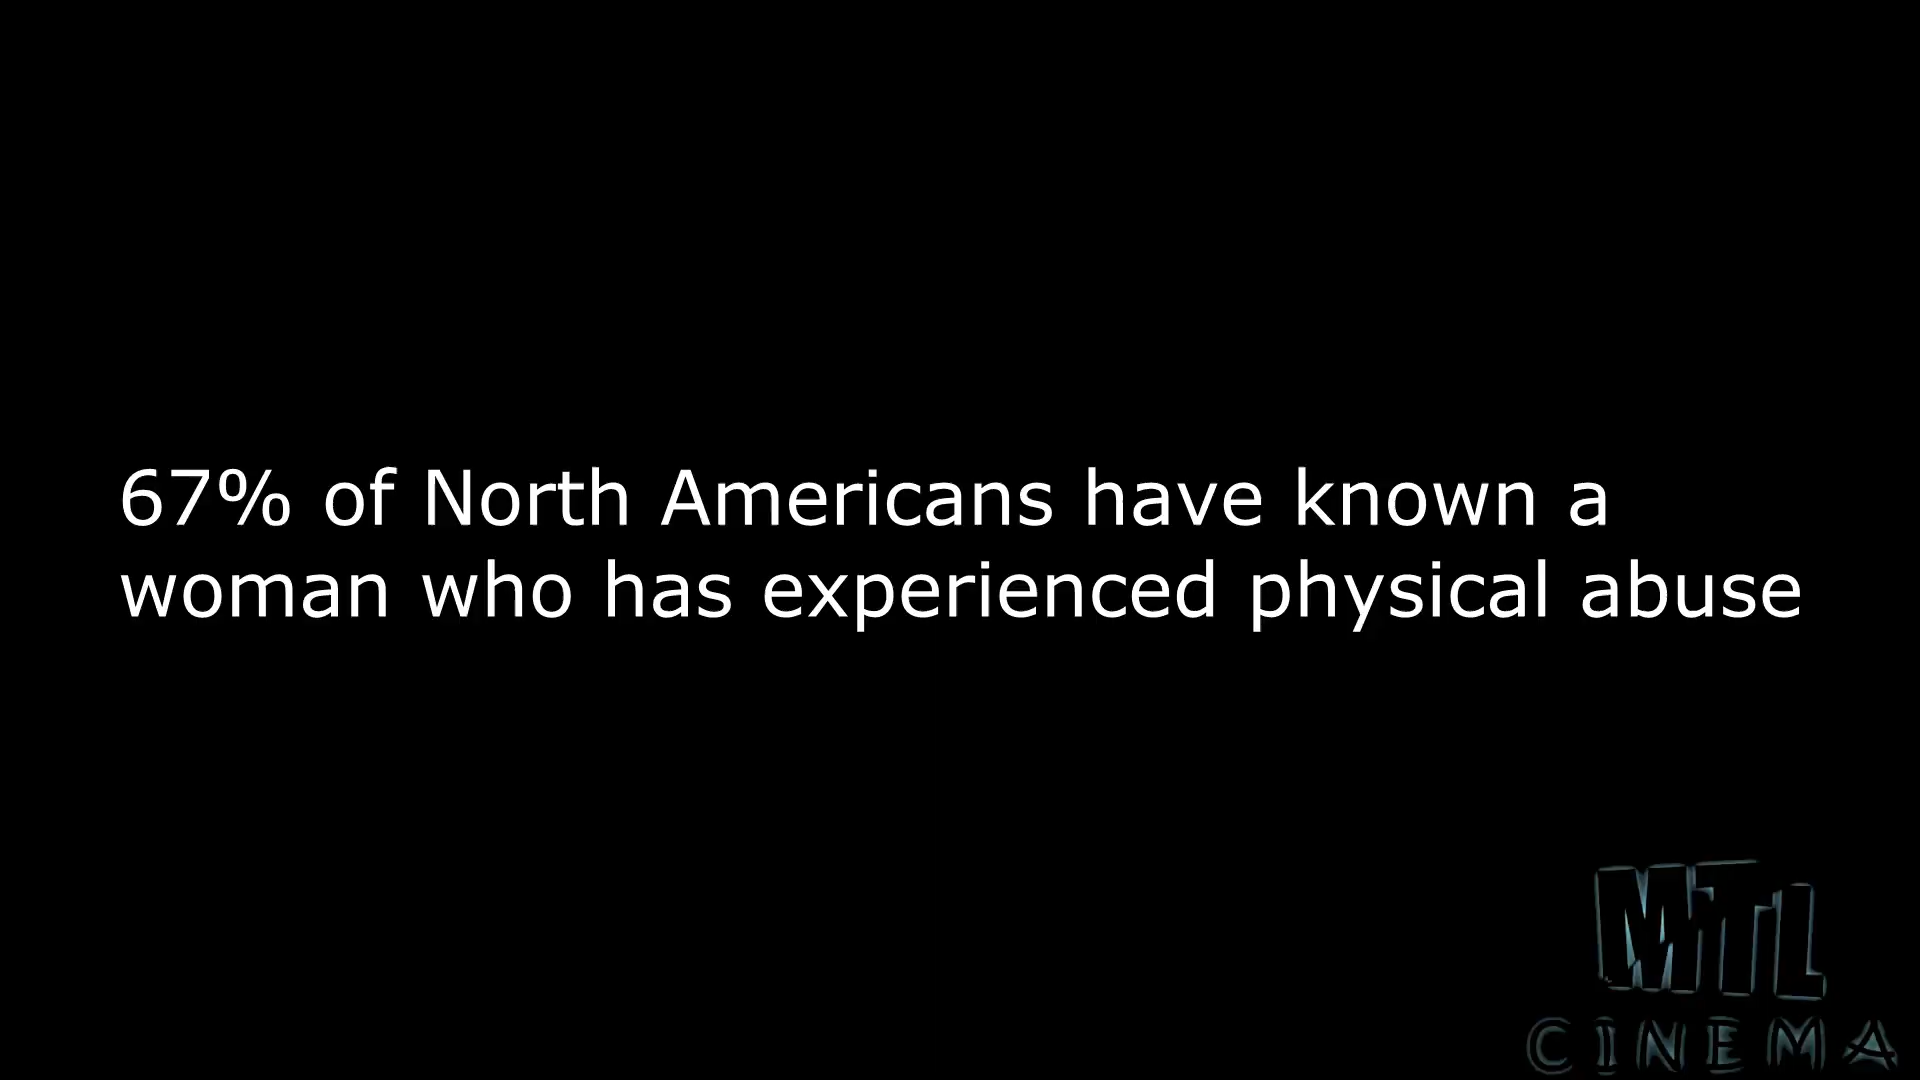 67% of North Americans have known a
woman who has experienced physical abuse
MTL
CINEMA